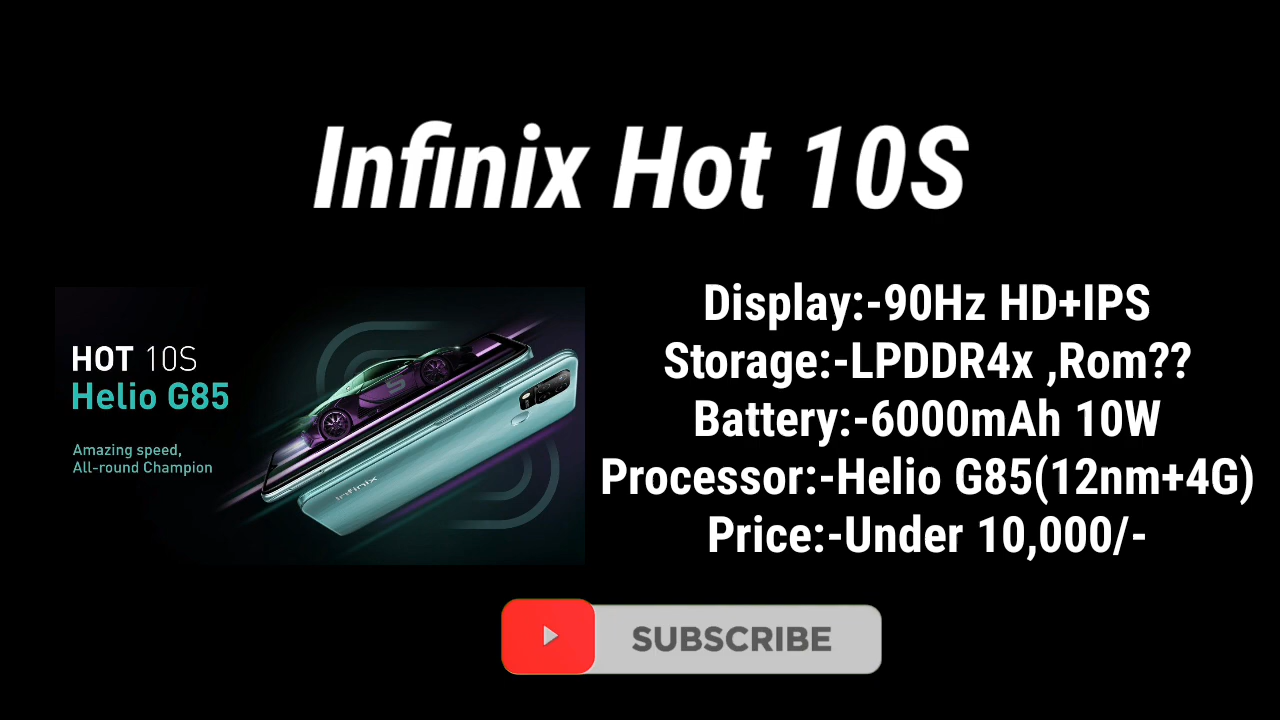 Infinix Hot 10S
HOT 10S
Helio G85
Amazing speed,
All-round Champion
Infinix
Display:-90Hz HD+IPS
Storage:-LPDDR4x ,Rom??
Battery:-6000mAh 10W
Processor:-Helio G85(12nm+4G)
Price:-Under 10,000/-
SUBSCRIBE